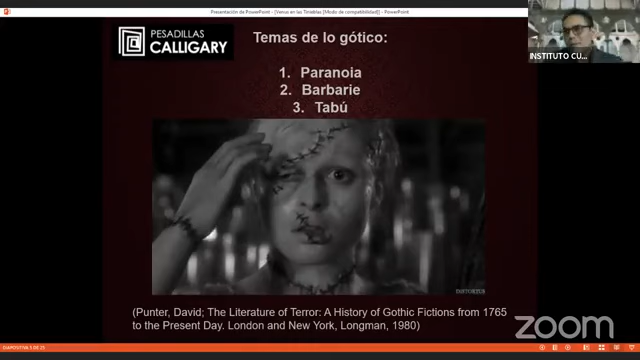 Presentación de PowerPoint - [Venus en las Tinieblas [Modo de compatibilidad]] - PowerPoint
PESADILLAS
CALLIGARY
Temas de lo gótico:
1. Paranoia
2. Barbarie
3. Tabú
INSTITUTO CU...
(Punter, David; The Literature of Terror: A History of Gothic Fictions from 1765
to the Present Day. London and New York, Longman, 1980)
zoom